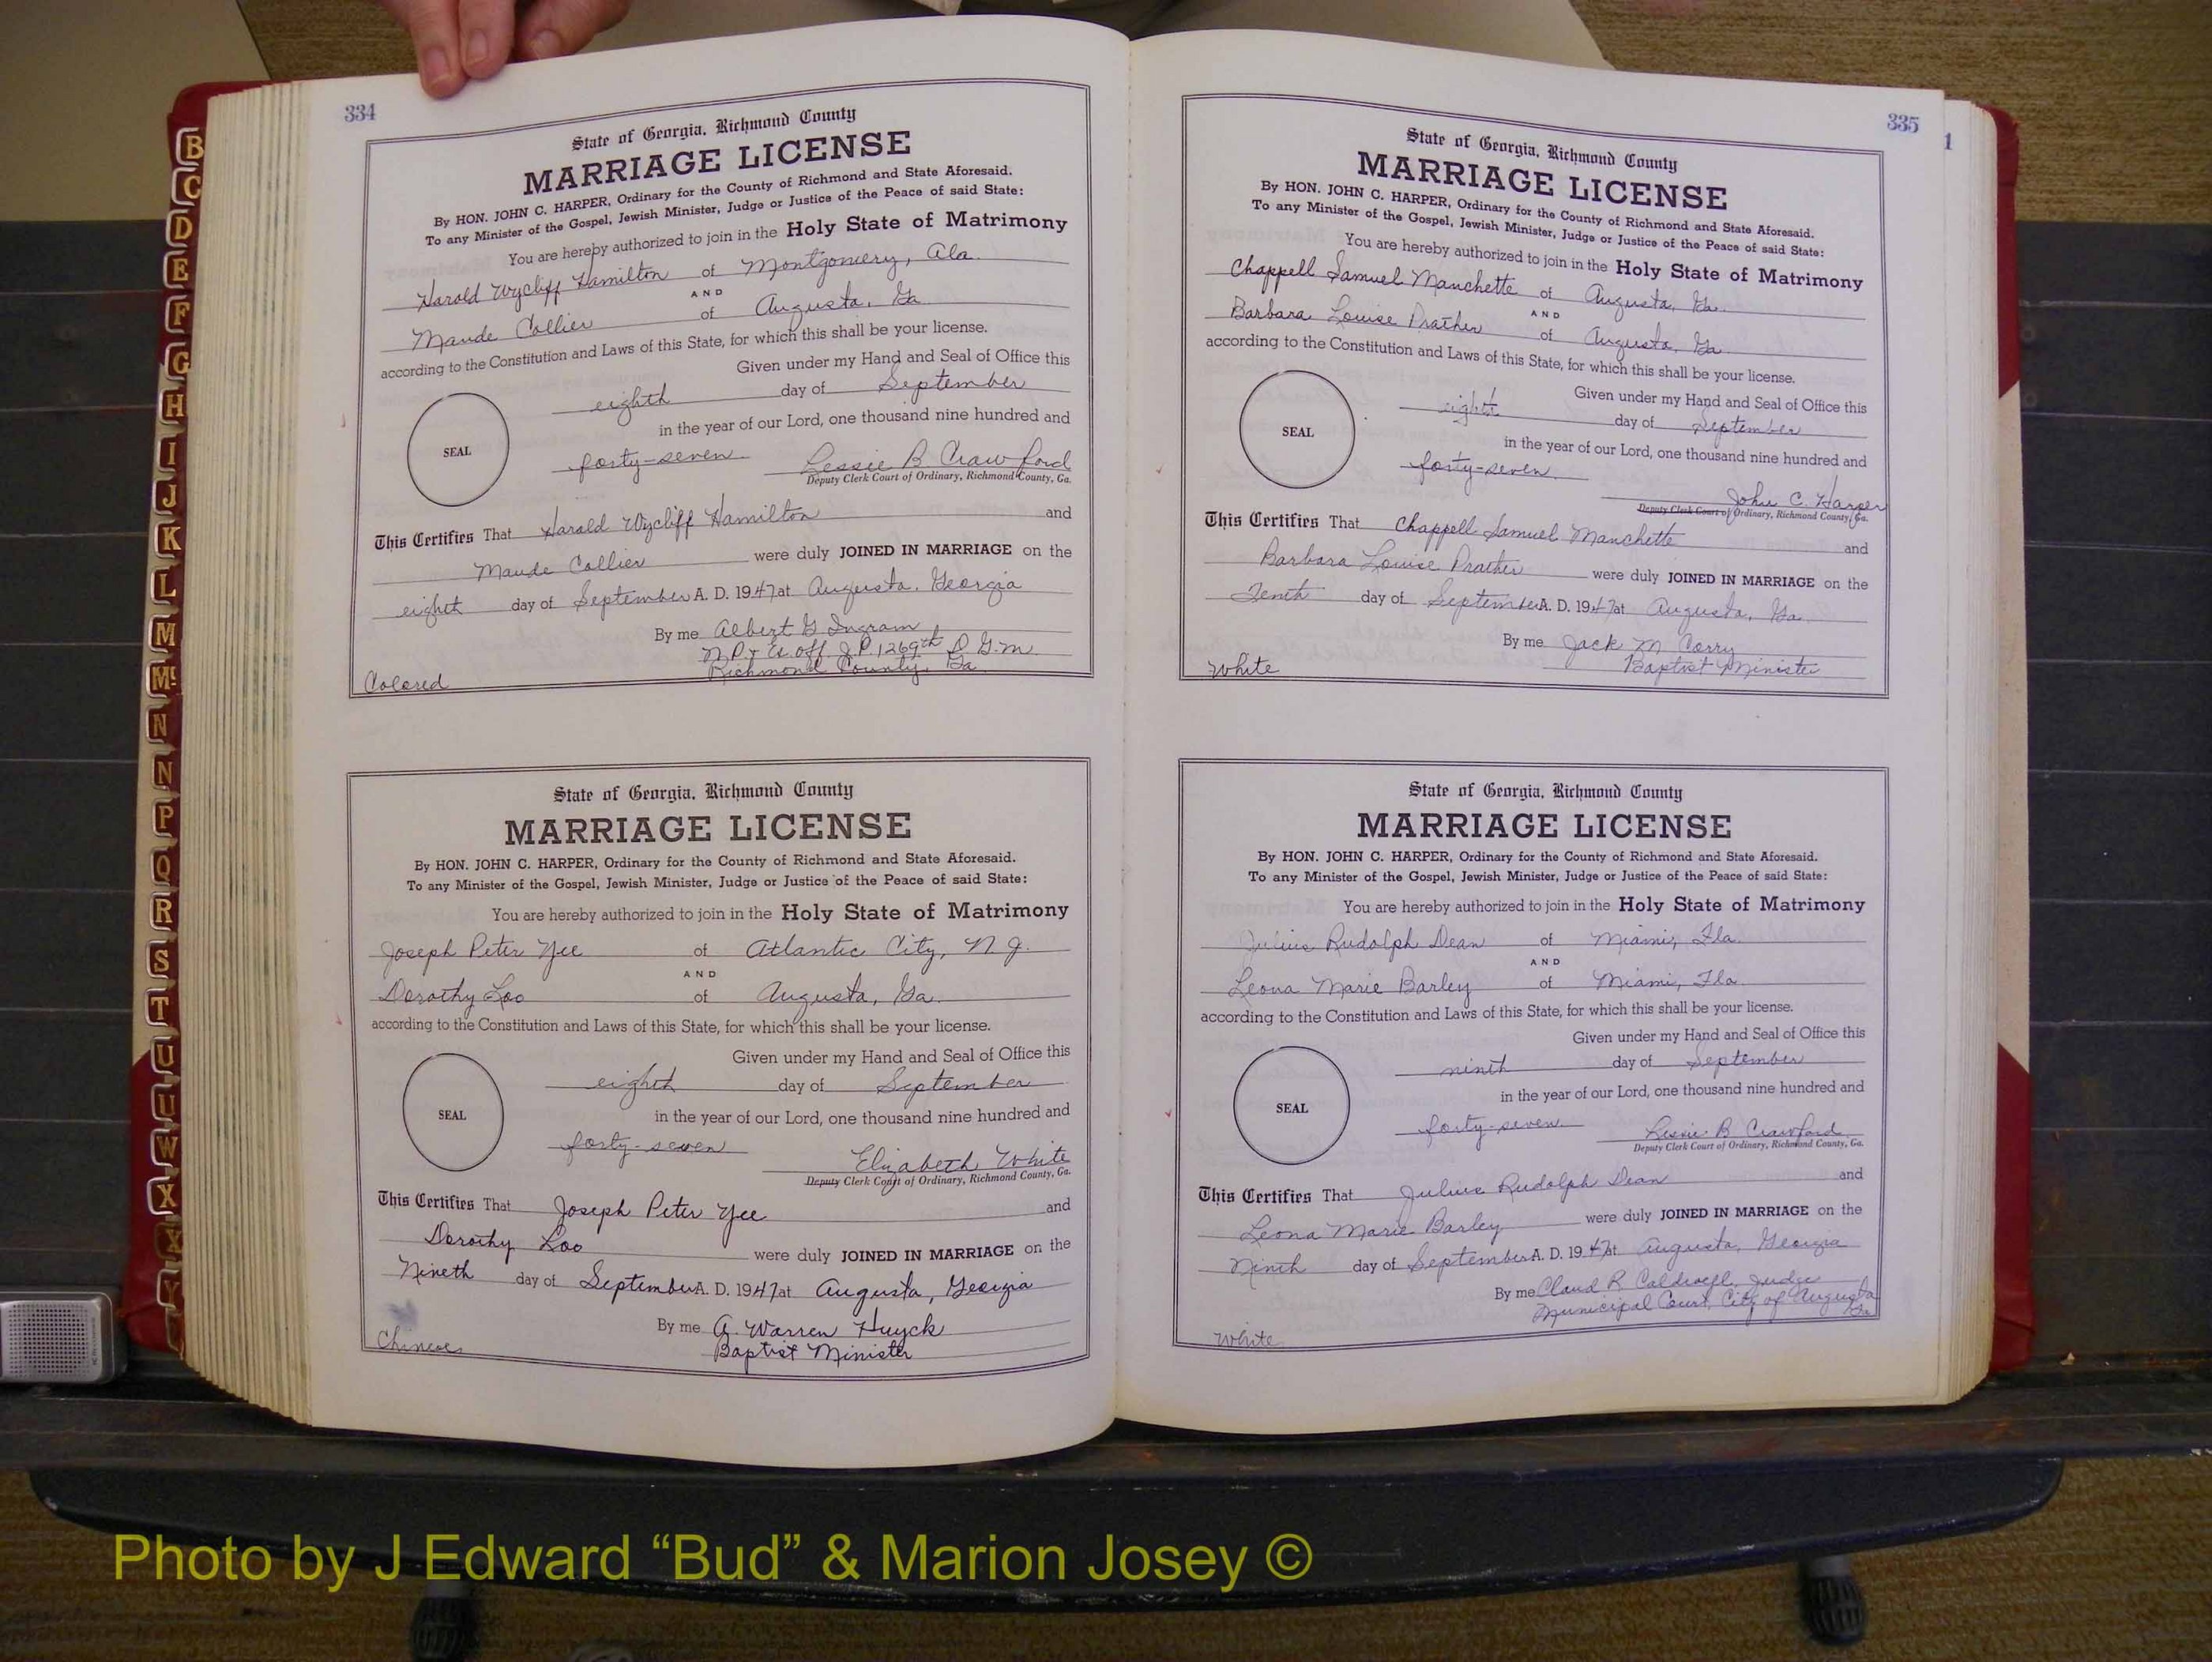 334
State of Georgia, Richmond County
MARRIAGE LICENSE
By HON. JOHN C. HARPER, Ordinary for the County of Richmond and State Aforesaid.
To any Minister of the Gospel, Jewish Minister, Judge or Justice of the Peace of said State:
You are hereby authorized to join in the Holy State of Matrimony
Harold Wycliff Hamilton of Montgomery, Ala.
AND
Maude Collier of Augusta, Ga
according to the Constitution and Laws of this State, for which this shall be your license.
Given under my Hand and Seal of Office this
eighth day of September
in the year of our Lord, one thousand nine hundred and
SEAL
forty-seven Lessie B Crawford
Deputy Clerk Court of Ordinary, Richmond County, Ga.
This Certifies That Harold Wycliff Hamilton and
Maude Collier were duly JOINED IN MARRIAGE on the
eighth day of September A. D. 1947 at Augusta, Georgia
By me Albert G Ingram
N.P. & Ex. off. J.P. 1269th D. G.M.
Richmond County, Ga.
Colored
State of Georgia, Richmond County
MARRIAGE LICENSE
By HON. JOHN C. HARPER, Ordinary for the County of Richmond and State Aforesaid.
To any Minister of the Gospel, Jewish Minister, Judge or Justice of the Peace of said State:
You are hereby authorized to join in the Holy State of Matrimony
Joseph Peter Yee of Atlantic City, N. J.
AND
Dorothy Loo of Augusta, Ga.
according to the Constitution and Laws of this State, for which this shall be your license.
Given under my Hand and Seal of Office this
eighth day of September
SEAL
in the year of our Lord, one thousand nine hundred and
forty-seven
Elizabeth White
Deputy Clerk Court of Ordinary, Richmond County, Ga.
This Certifies That Joseph Peter Yee and
Dorothy Loo were duly JOINED IN MARRIAGE on the
Nineth day of September A. D. 1947 at Augusta, Georgia
By me A. Warren Huyck
Baptist Minister
Chinese
335
1
State of Georgia, Richmond County
MARRIAGE LICENSE
By HON. JOHN C. HARPER, Ordinary for the County of Richmond and State Aforesaid.
To any Minister of the Gospel, Jewish Minister, Judge or Justice of the Peace of said State:
You are hereby authorized to join in the Holy State of Matrimony
Chappell Samuel Manchette of Augusta, Ga.
AND
Barbara Louise Prather of Augusta, Ga
according to the Constitution and Laws of this State, for which this shall be your license.
Given under my Hand and Seal of Office this
eighth day of September
SEAL
in the year of our Lord, one thousand nine hundred and
forty-seven
John C. Harper
Deputy Clerk Court of Ordinary, Richmond County, Ga.
This Certifies That Chappell Samuel Manchette and
Barbara Louise Prather were duly JOINED IN MARRIAGE on the
Tenth day of September A. D. 1947 at Augusta, Ga.
By me Jack M Corry
Baptist Minister
White
State of Georgia, Richmond County
MARRIAGE LICENSE
By HON. JOHN C. HARPER, Ordinary for the County of Richmond and State Aforesaid.
To any Minister of the Gospel, Jewish Minister, Judge or Justice of the Peace of said State:
You are hereby authorized to join in the Holy State of Matrimony
Julius Rudolph Dean of Miami, Fla.
AND
Leona Marie Barley of Miami, Fla.
according to the Constitution and Laws of this State, for which this shall be your license.
Given under my Hand and Seal of Office this
ninth day of September
in the year of our Lord, one thousand nine hundred and
SEAL
forty-seven Lessie B Crawford
Deputy Clerk Court of Ordinary, Richmond County, Ga.
This Certifies That Julius Rudolph Dean and
Leona Marie Barley were duly JOINED IN MARRIAGE on the
Ninth day of September A. D. 1947 at Augusta, Georgia
By me Claud R Caldwell, Judge
Municipal Court, City of Augusta
Ga
White
B
C
D
E
F
G
H
I
J
K
L
M
Mc
N
N
P
Q
R
S
T
U
U
W
X
X
Y
Photo by J Edward “Bud” & Marion Josey ©